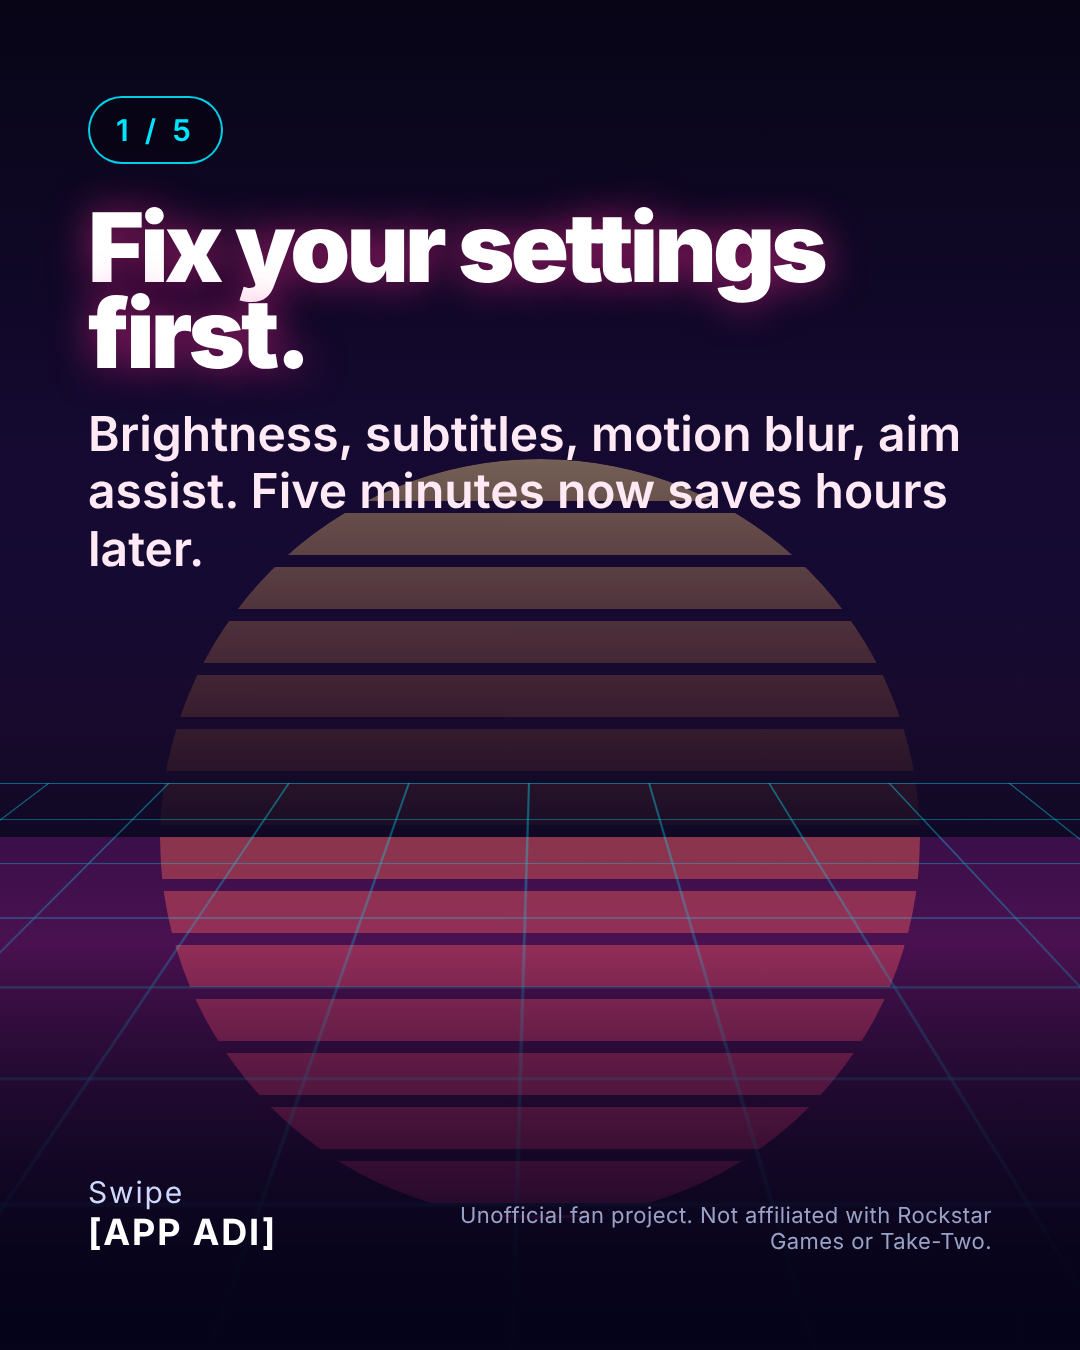 1 / 5
Fix your settings
first.
Brightness, subtitles, motion blur, aim
assist. Five minutes now saves hours
later.
Swipe
[APP ADI]
Unofficial fan project. Not affiliated with Rockstar
Games or Take-Two.